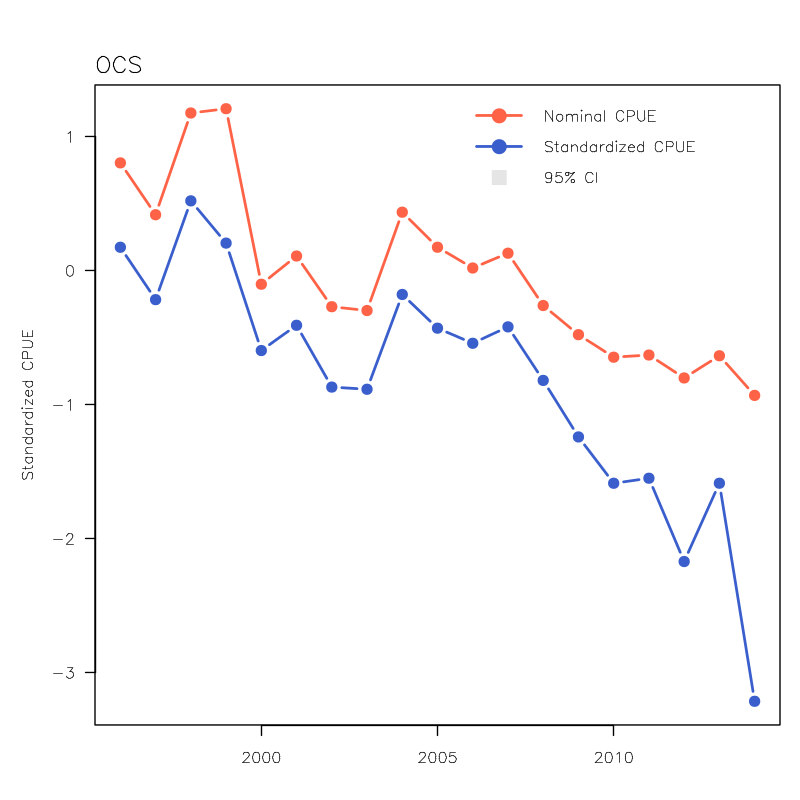 OCS
Nominal CPUE
Standardized CPUE
95% CI
1
0
−1
−2
−3
Standardized CPUE
2000 2005 2010